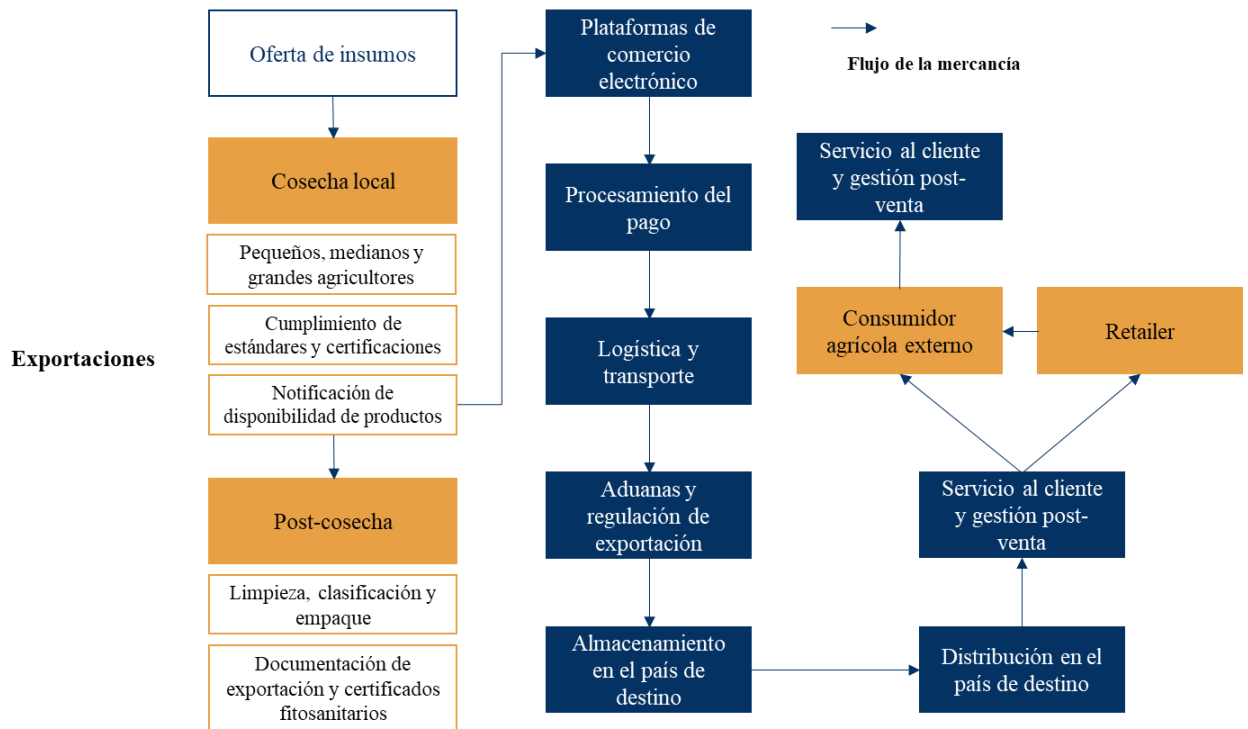 Exportaciones
Oferta de insumos
Cosecha local
Pequeños, medianos y
grandes agricultores
Cumplimiento de
estándares y certificaciones
Notificación de
disponibilidad de productos
Post-cosecha
Limpieza, clasificación y
empaque
Documentación de
exportación y certificados
fitosanitarios
Plataformas de
comercio
electrónico
Procesamiento del
pago
Logística y
transporte
Aduanas y
regulación de
exportación
Almacenamiento
en el país de
destino
Flujo de la mercancía
Servicio al cliente
y gestión post-
venta
Consumidor
agrícola externo
Retailer
Servicio al cliente
y gestión post-
venta
Distribución en el
país de destino